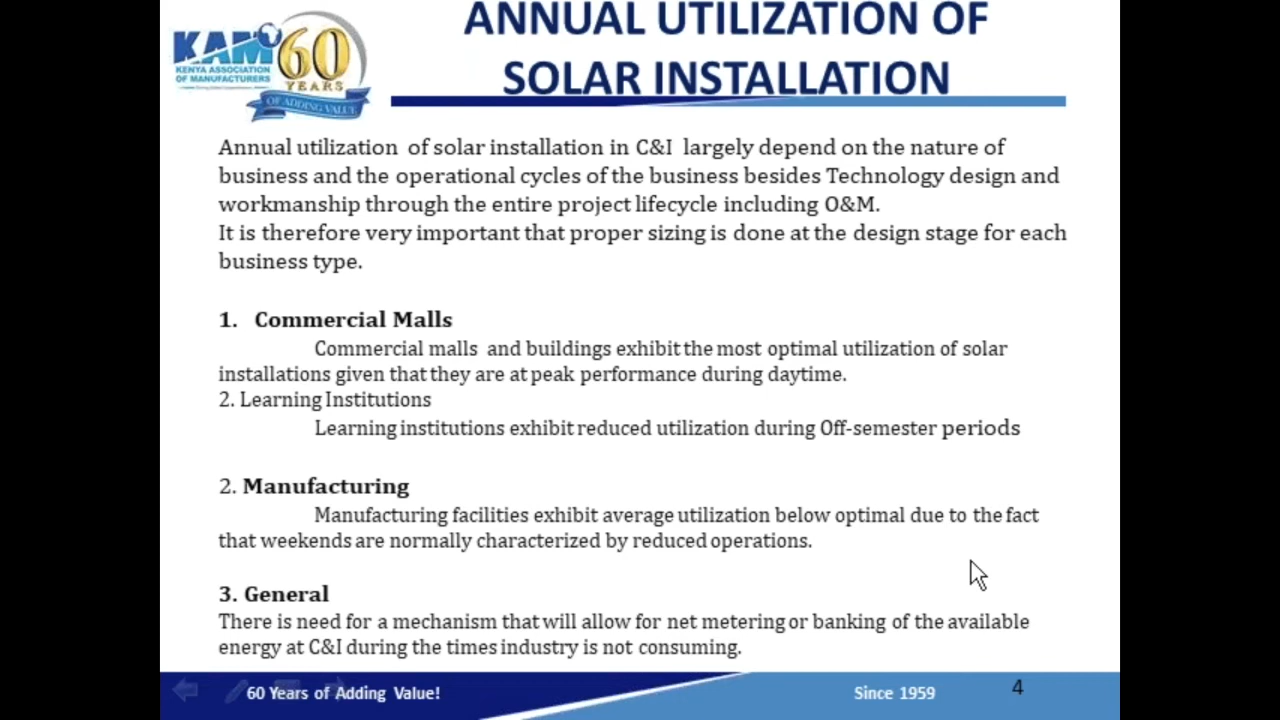 ANNUAL UTILIZATION OF
SOLAR INSTALLATION
KAM
KENYA ASSOCIATION
OF MANUFACTURERS
60
YEARS
OF ADDING VALUE
Annual utilization of solar installation in C&I largely depend on the nature of
business and the operational cycles of the business besides Technology design and
workmanship through the entire project lifecycle including O&M.
It is therefore very important that proper sizing is done at the design stage for each
business type.
1. Commercial Malls
Commercial malls and buildings exhibit the most optimal utilization of solar
installations given that they are at peak performance during daytime.
2. Learning Institutions
Learning institutions exhibit reduced utilization during Off-semester periods
2. Manufacturing
Manufacturing facilities exhibit average utilization below optimal due to the fact
that weekends are normally characterized by reduced operations.
3. General
There is need for a mechanism that will allow for net metering or banking of the available
energy at C&I during the times industry is not consuming.
60 Years of Adding Value!
Since 1959
4